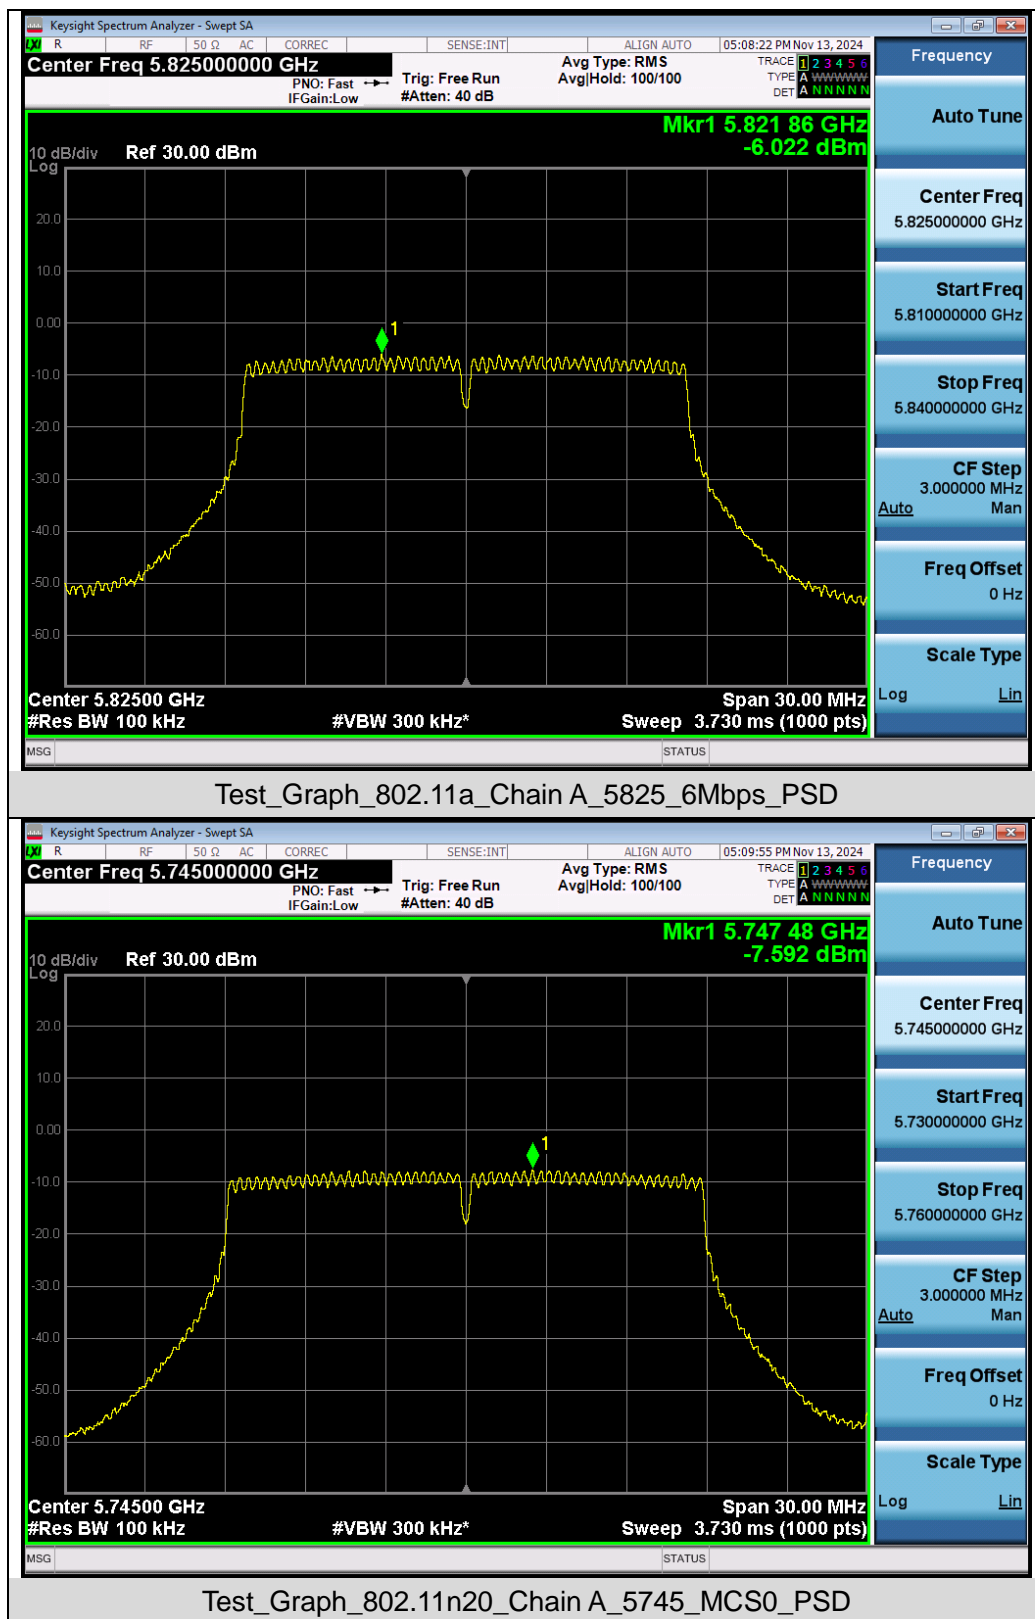 Keysight Spectrum Analyzer - Swept SA
LXI R RF 50 Ω AC CORREC SENSE:INT ALIGN AUTO 05:08:22 PM Nov 13, 2024
Center Freq 5.825000000 GHz
PNO: Fast
IFGain:Low
Trig: Free Run
#Atten: 40 dB
Avg Type: RMS
Avg|Hold: 100/100
TRACE 1 2 3 4 5 6
TYPE A WWWWW
DET A N N N N N
Mkr1 5.821 86 GHz
-6.022 dBm
10 dB/div Ref 30.00 dBm
Log
20.0
10.0
0.00
1
-10.0
-20.0
-30.0
-40.0
-50.0
-60.0
Center 5.82500 GHz Span 30.00 MHz
#Res BW 100 kHz #VBW 300 kHz* Sweep 3.730 ms (1000 pts)
MSG STATUS
Frequency
Auto Tune
Center Freq
5.825000000 GHz
Start Freq
5.810000000 GHz
Stop Freq
5.840000000 GHz
CF Step
3.000000 MHz
Auto Man
Freq Offset
0 Hz
Scale Type
Log Lin
Test_Graph_802.11a_Chain A_5825_6Mbps_PSD
Keysight Spectrum Analyzer - Swept SA
LXI R RF 50 Ω AC CORREC SENSE:INT ALIGN AUTO 05:09:55 PM Nov 13, 2024
Center Freq 5.745000000 GHz
PNO: Fast
IFGain:Low
Trig: Free Run
#Atten: 40 dB
Avg Type: RMS
Avg|Hold: 100/100
TRACE 1 2 3 4 5 6
TYPE A WWWWW
DET A N N N N N
Mkr1 5.747 48 GHz
-7.592 dBm
10 dB/div Ref 30.00 dBm
Log
20.0
10.0
0.00
1
-10.0
-20.0
-30.0
-40.0
-50.0
-60.0
Center 5.74500 GHz Span 30.00 MHz
#Res BW 100 kHz #VBW 300 kHz* Sweep 3.730 ms (1000 pts)
MSG STATUS
Frequency
Auto Tune
Center Freq
5.745000000 GHz
Start Freq
5.730000000 GHz
Stop Freq
5.760000000 GHz
CF Step
3.000000 MHz
Auto Man
Freq Offset
0 Hz
Scale Type
Log Lin
Test_Graph_802.11n20_Chain A_5745_MCS0_PSD